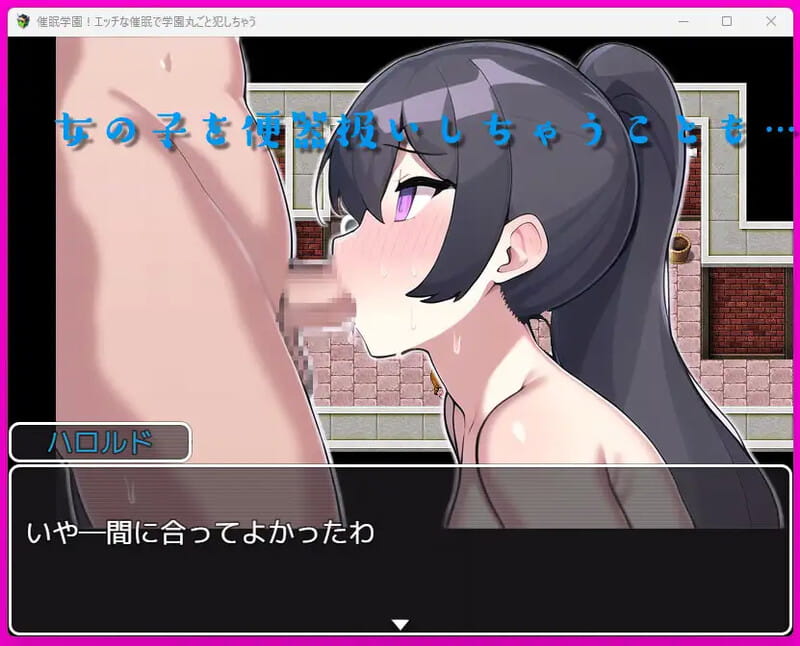 催眠学園！エッチな催眠で学園丸ごと犯しちゃう
女の子を便器扱いしちゃうことも…
ハロルド
いや―間に合ってよかったわ